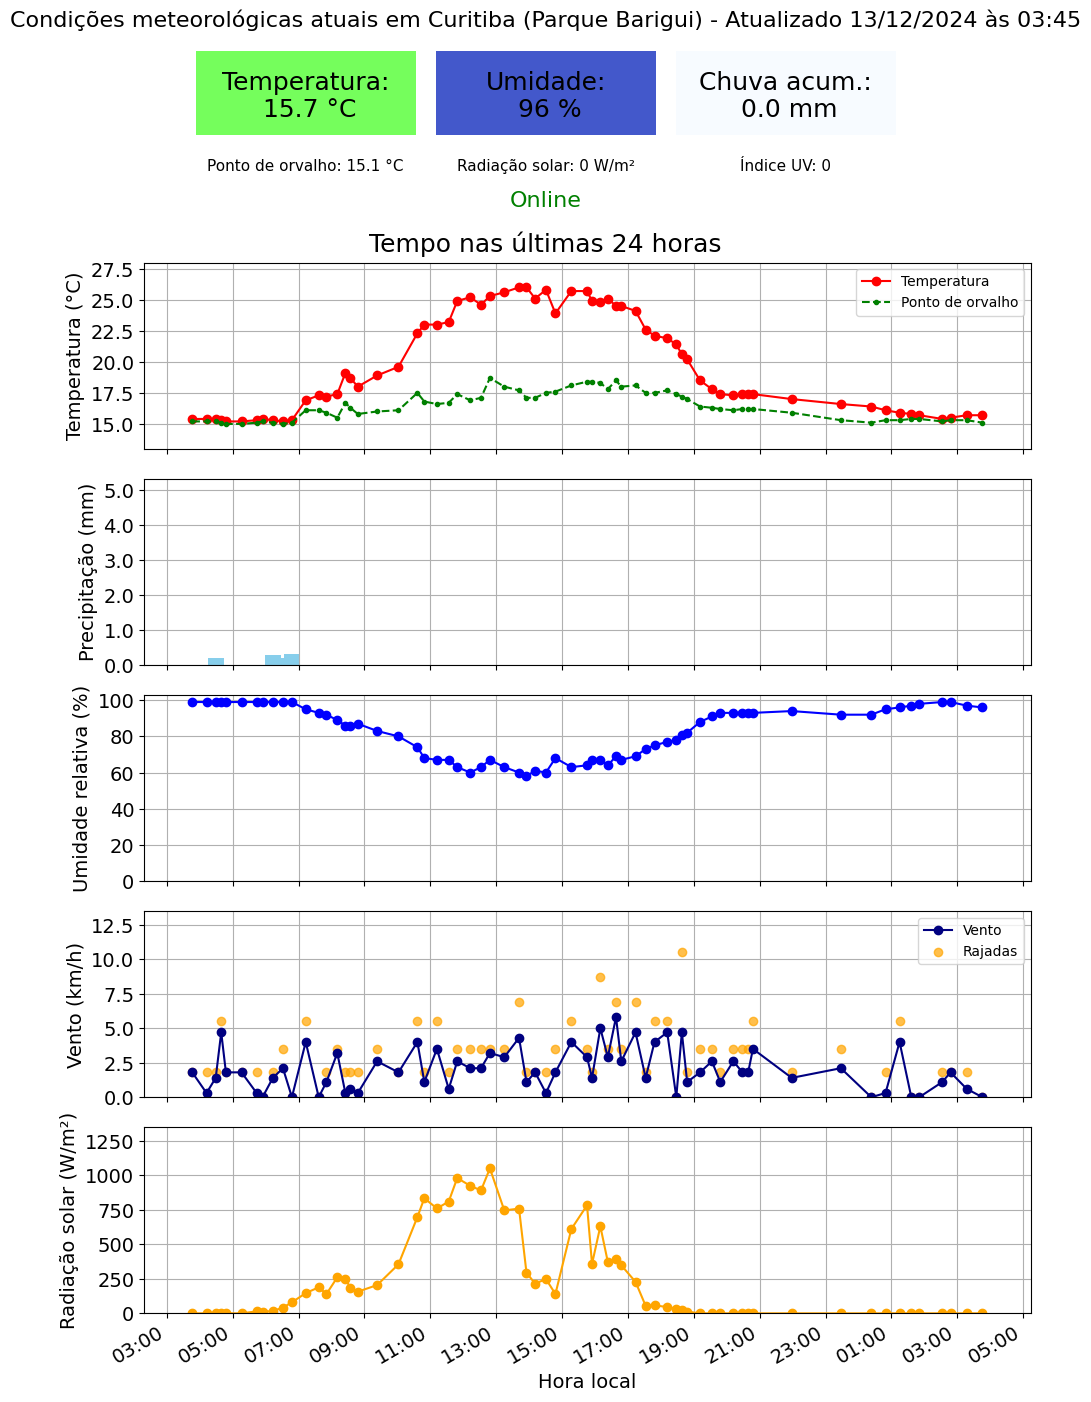 Condições meteorológicas atuais em Curitiba (Parque Barigui) - Atualizado 13/12/2024 às 03:45
Temperatura:
15.7 °C
Umidade:
96 %
Chuva acum.:
0.0 mm
Ponto de orvalho: 15.1 °C
Radiação solar: 0 W/m²
Índice UV: 0
Online
Tempo nas últimas 24 horas
Temperatura (°C)
27.5
25.0
22.5
20.0
17.5
15.0
Temperatura
Ponto de orvalho
Precipitação (mm)
5.0
4.0
3.0
2.0
1.0
0.0
Umidade relativa (%)
100
80
60
40
20
0
Vento (km/h)
12.5
10.0
7.5
5.0
2.5
0.0
Vento
Rajadas
Radiação solar (W/m²)
1250
1000
750
500
250
0
03:00
05:00
07:00
09:00
11:00
13:00
15:00
17:00
19:00
21:00
23:00
01:00
03:00
05:00
Hora local